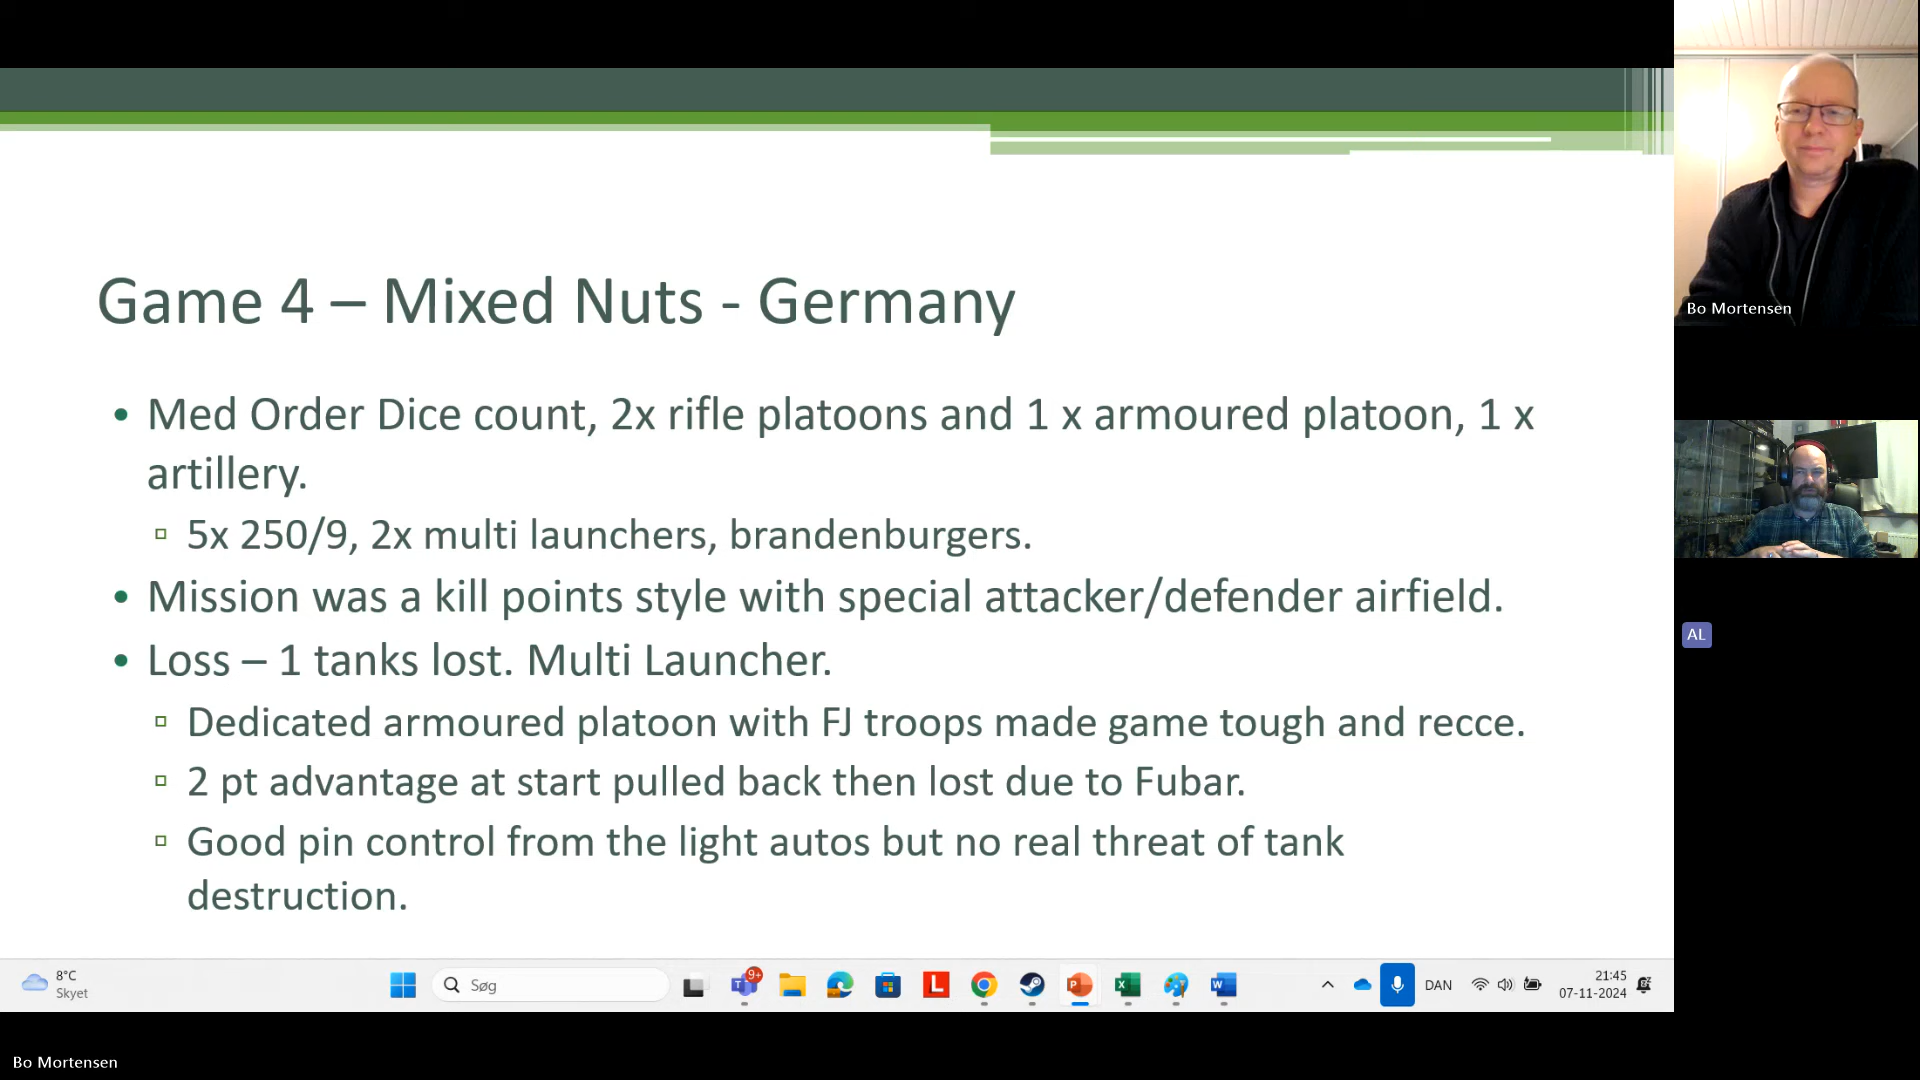 Game 4 – Mixed Nuts - Germany
• Med Order Dice count, 2x rifle platoons and 1 x armoured platoon, 1 x
artillery.
▫ 5x 250/9, 2x multi launchers, brandenburgers.
• Mission was a kill points style with special attacker/defender airfield.
• Loss – 1 tanks lost. Multi Launcher.
▫ Dedicated armoured platoon with FJ troops made game tough and recce.
▫ 2 pt advantage at start pulled back then lost due to Fubar.
▫ Good pin control from the light autos but no real threat of tank
destruction.
Bo Mortensen
AL
8°C
Skyet
Søg
9+
DAN
21:45
07-11-2024
Bo Mortensen